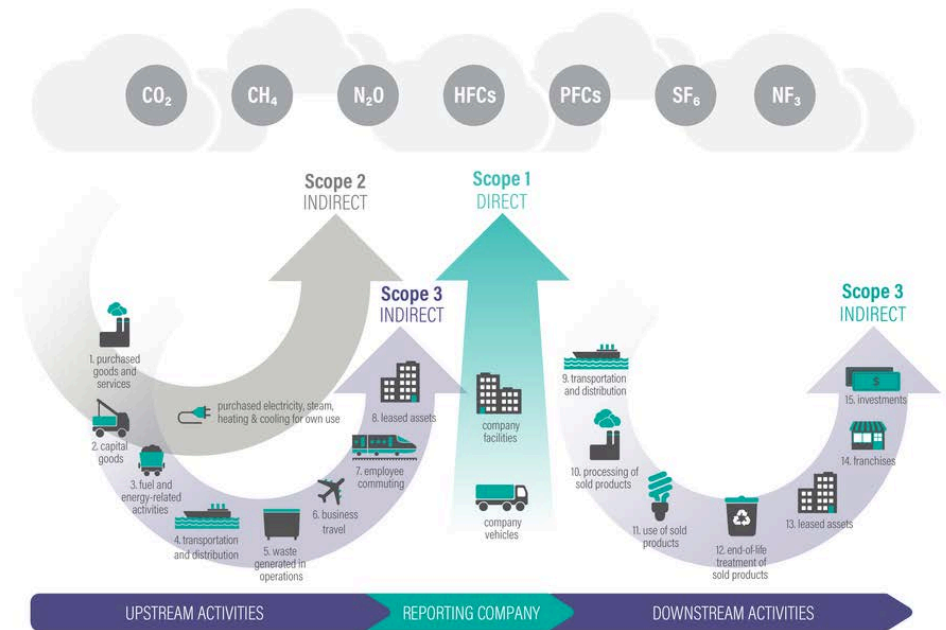 CO₂
CH₄
N₂O
HFCs
PFCs
SF₆
NF₃
Scope 2
INDIRECT
Scope 1
DIRECT
Scope 3
INDIRECT
Scope 3
INDIRECT
1. purchased
goods and
services
2. capital
goods
3. fuel and
energy-related
activities
4. transportation
and distribution
5. waste
generated in
operations
6. business
travel
7. employee
commuting
8. leased assets
purchased electricity, steam,
heating & cooling for own use
company
facilities
company
vehicles
9. transportation
and distribution
10. processing of
sold products
11. use of sold
products
12. end-of-life
treatment of
sold products
13. leased assets
14. franchises
15. investments
$
UPSTREAM ACTIVITIES
REPORTING COMPANY
DOWNSTREAM ACTIVITIES